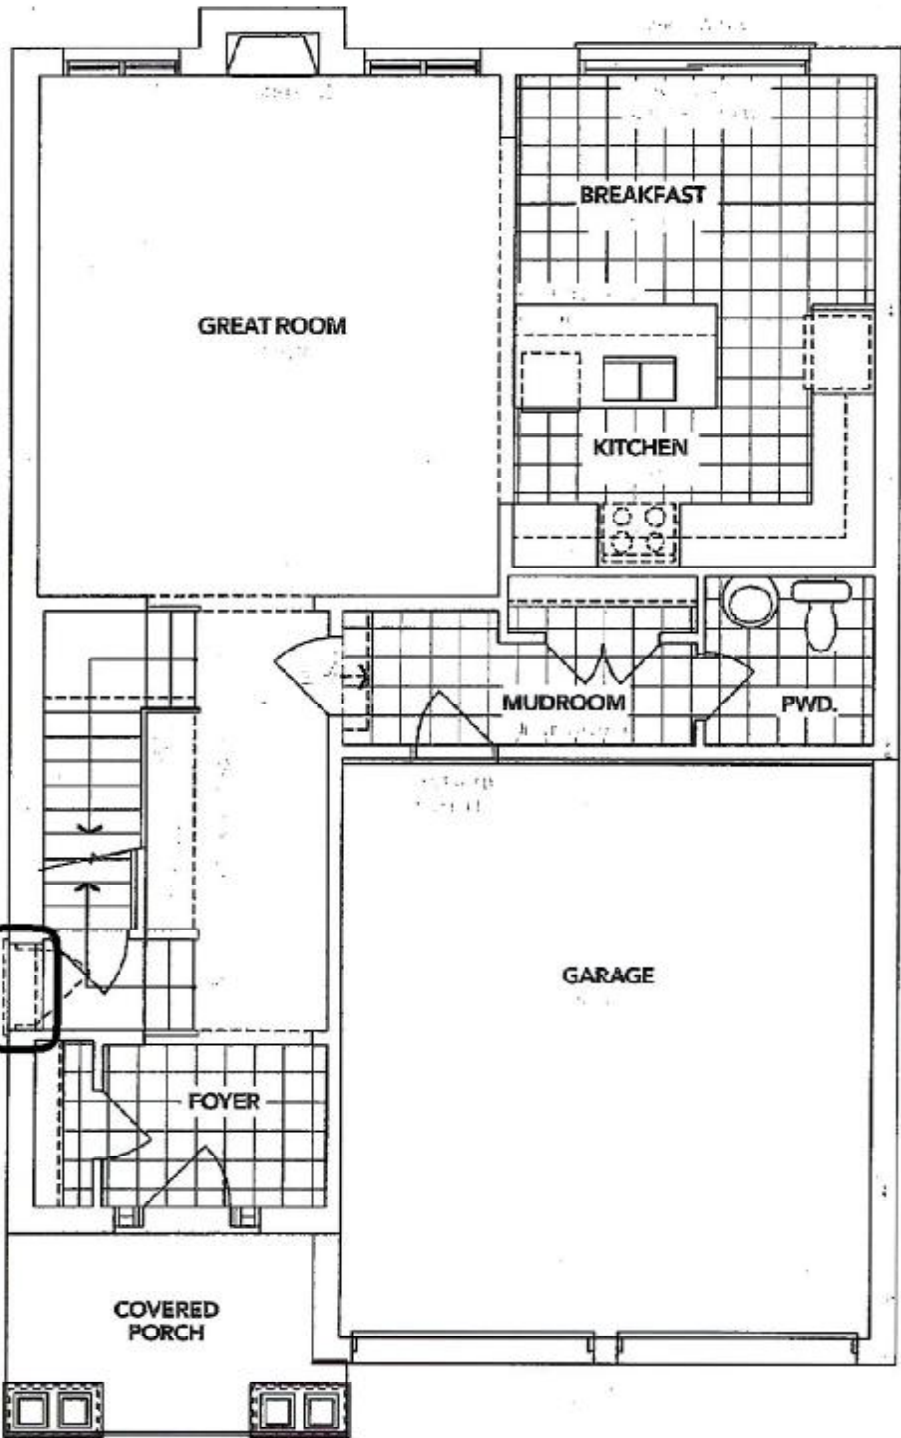 BREAKFAST
GREAT ROOM
KITCHEN
MUDROOM
PWD.
GARAGE
FOYER
COVERED
PORCH